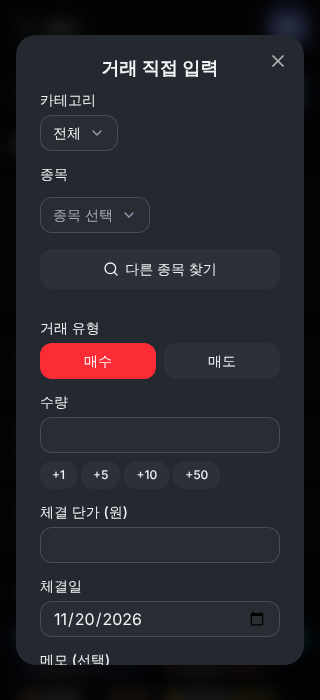 거래 직접 입력
카테고리
전체
종목
종목 선택
다른 종목 찾기
거래 유형
매수 매도
수량
+1 +5 +10 +50
체결 단가 (원)
체결일
11/20/2026
메모 (선택)